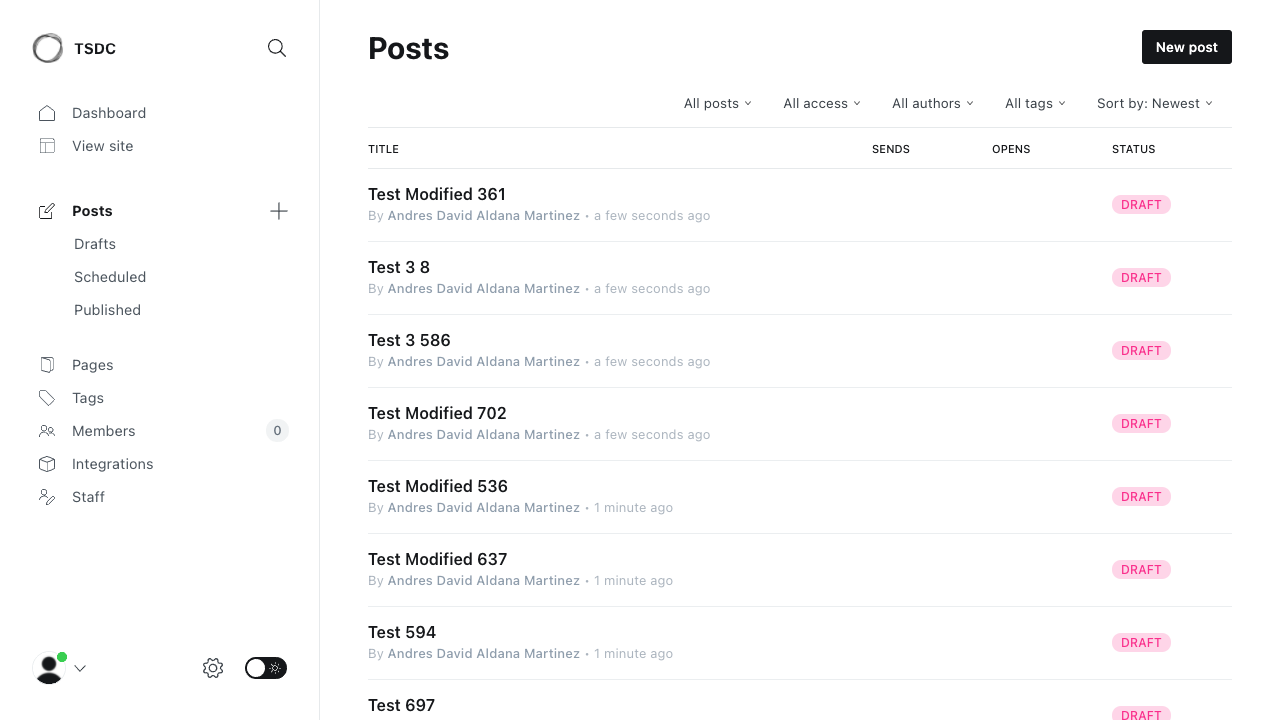 TSDC
Dashboard
View site
Posts
Drafts
Scheduled
Published
Pages
Tags
Members 0
Integrations
Staff
Posts
New post
All posts All access All authors All tags Sort by: Newest
TITLE SENDS OPENS STATUS
Test Modified 361
By Andres David Aldana Martinez • a few seconds ago
DRAFT
Test 3 8
By Andres David Aldana Martinez • a few seconds ago
DRAFT
Test 3 586
By Andres David Aldana Martinez • a few seconds ago
DRAFT
Test Modified 702
By Andres David Aldana Martinez • a few seconds ago
DRAFT
Test Modified 536
By Andres David Aldana Martinez • 1 minute ago
DRAFT
Test Modified 637
By Andres David Aldana Martinez • 1 minute ago
DRAFT
Test 594
By Andres David Aldana Martinez • 1 minute ago
DRAFT
Test 697
DRAFT